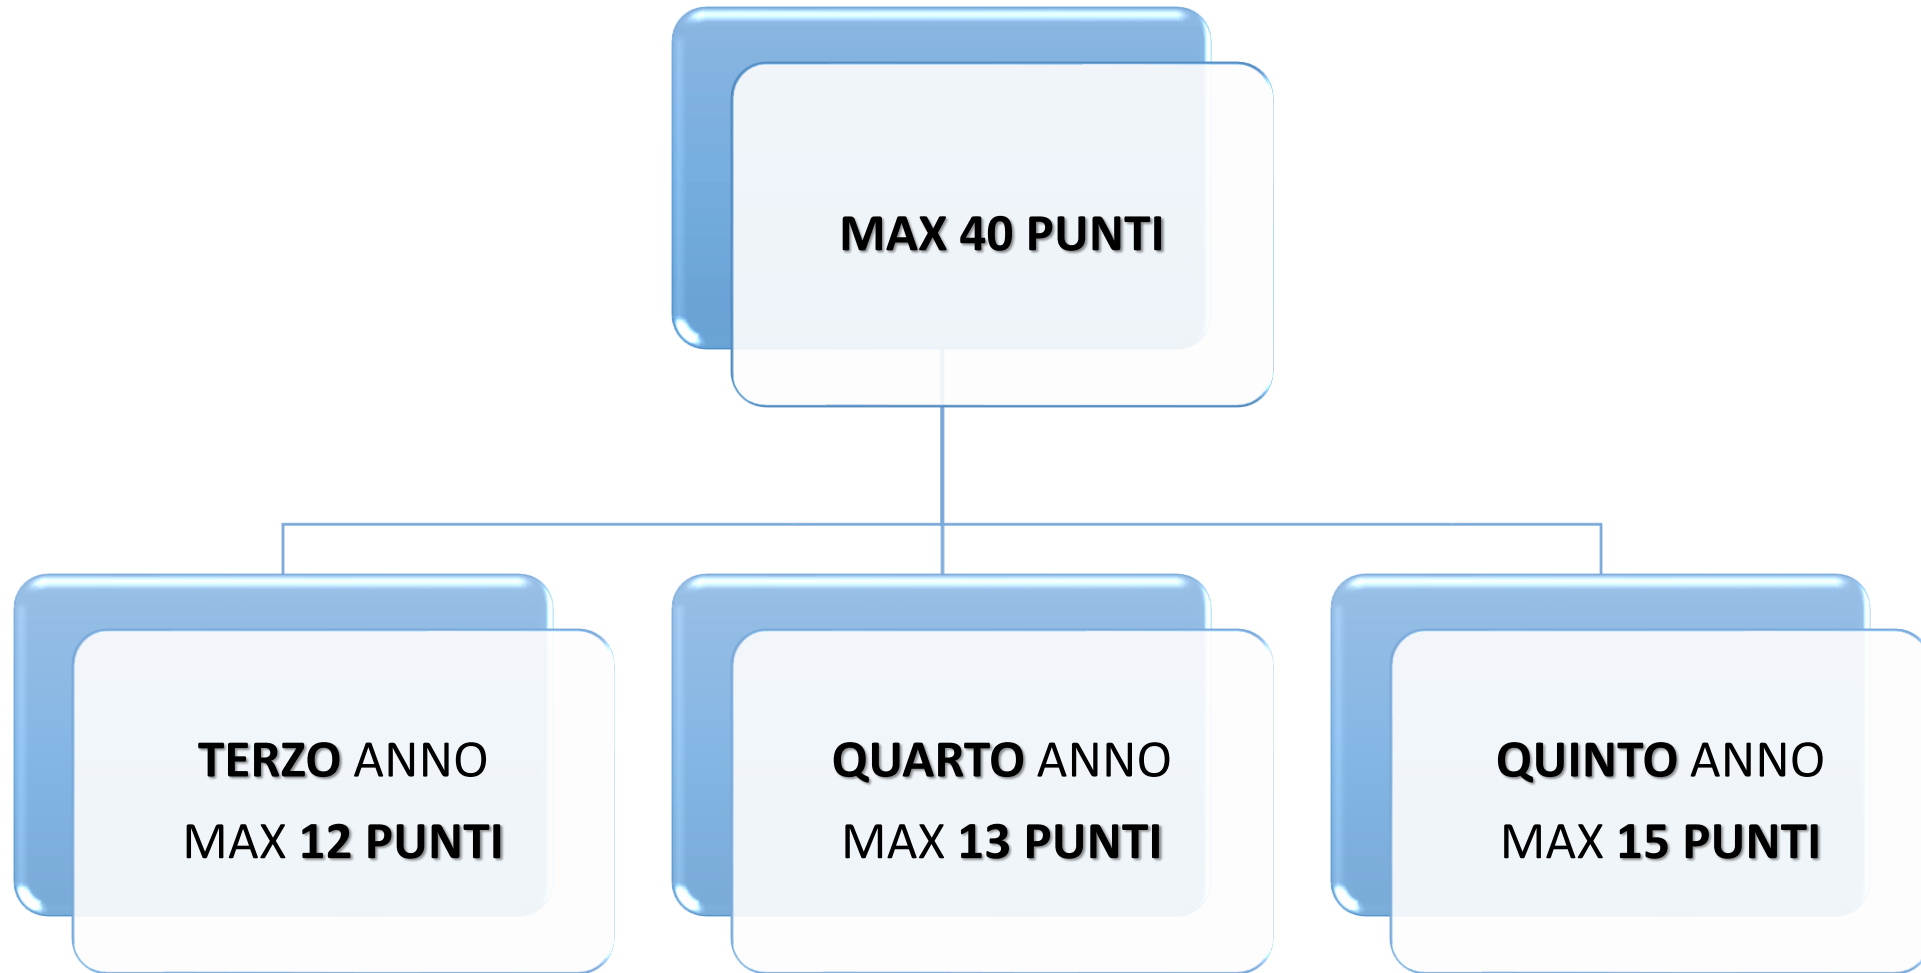 MAX 40 PUNTI
TERZO ANNO
MAX 12 PUNTI
QUARTO ANNO
MAX 13 PUNTI
QUINTO ANNO
MAX 15 PUNTI